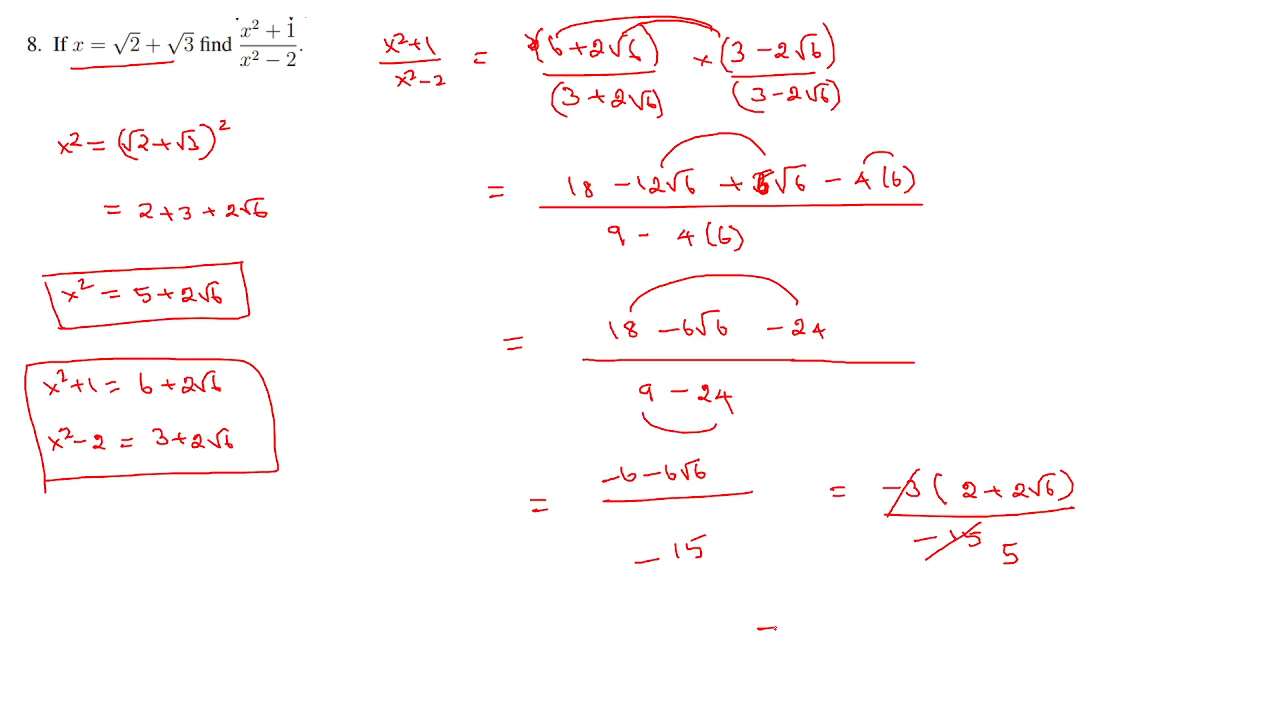 8. If x = √2 + √3 find (x² + 1)/(x² − 2).
x² = (√2+√3)²
= 2+3+2√6
x² = 5+2√6
x²+1 = 6+2√6
x²−2 = 3+2√6
(x²+1)/(x²−2) = (6+2√6)/(3+2√6) × (3−2√6)/(3−2√6)
= (18 −12√6 + 6√6 − 4(6))/(9 − 4(6))
= (18 −6√6 −24)/(9 − 24)
= (−6−6√6)/(−15) = −3(2+2√6)/(−15) 5